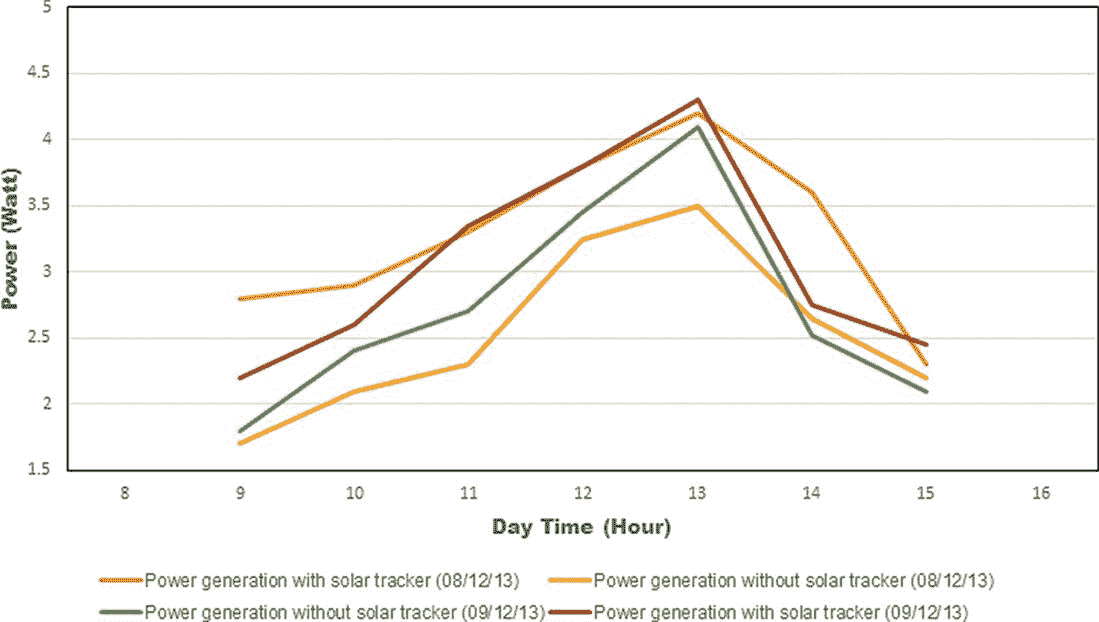 5
4.5
4
3.5
3
2.5
2
1.5
Power (Watt)
8 9 10 11 12 13 14 15 16
Day Time (Hour)
Power generation with solar tracker (08/12/13) Power generation without solar tracker (08/12/13)
Power generation without solar tracker (09/12/13) Power generation with solar tracker (09/12/13)